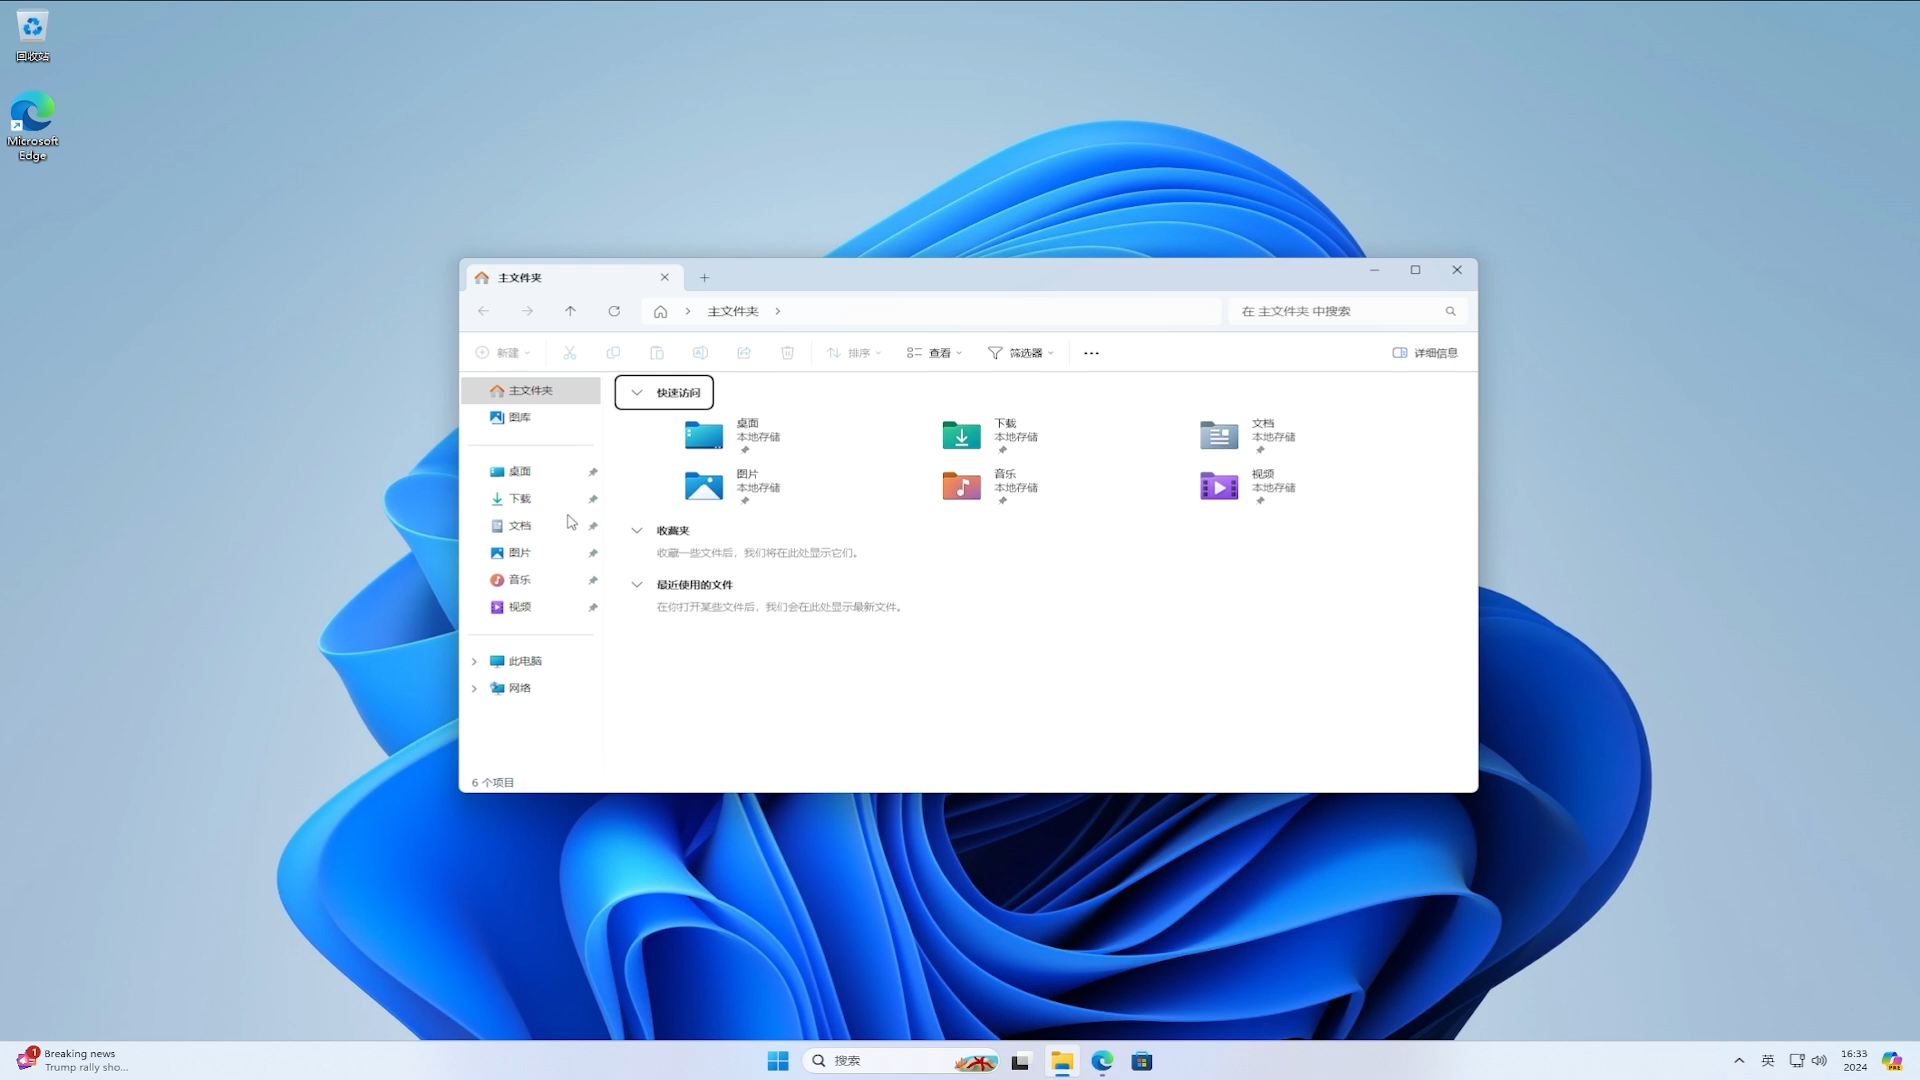 回收站
Microsoft
Edge
主文件夹
主文件夹
在 主文件夹 中搜索
新建
排序
查看
筛选器
详细信息
主文件夹
图库
桌面
下载
文档
图片
音乐
视频
此电脑
网络
快速访问
桌面
本地存储
下载
本地存储
文档
本地存储
图片
本地存储
音乐
本地存储
视频
本地存储
收藏夹
收藏一些文件后，我们将在此处显示它们。
最近使用的文件
在你打开某些文件后，我们会在此处显示最新文件。
6 个项目
1
Breaking news
Trump rally sho...
搜索
英
16:33
2024
PRE